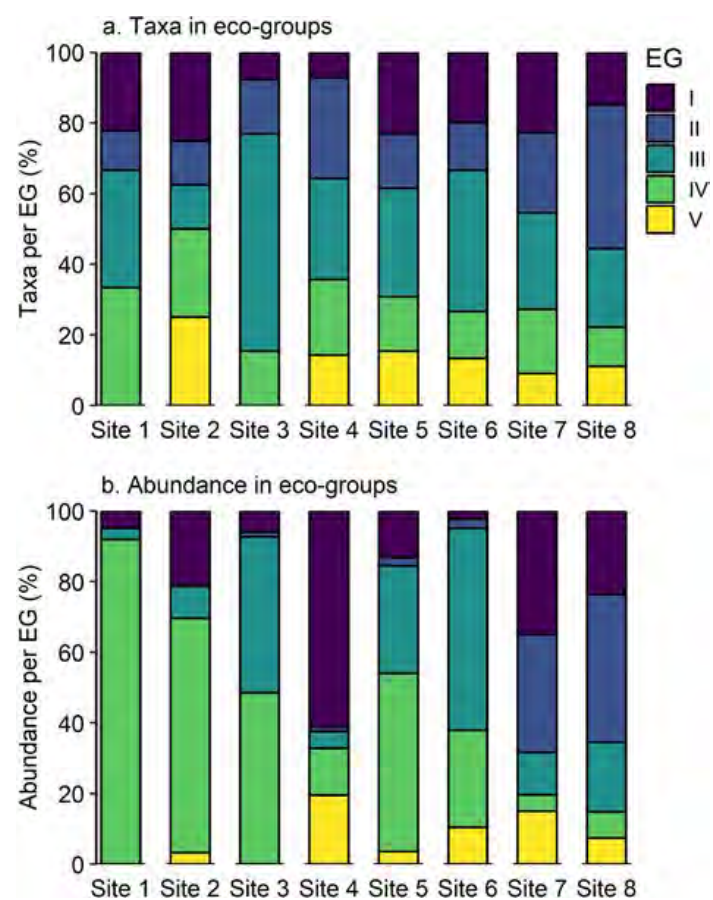 a. Taxa in eco-groups
EG
I
II
III
IV
V
Taxa per EG (%)
100
80
60
40
20
0
Site 1 Site 2 Site 3 Site 4 Site 5 Site 6 Site 7 Site 8
b. Abundance in eco-groups
Abundance per EG (%)
100
80
60
40
20
0
Site 1 Site 2 Site 3 Site 4 Site 5 Site 6 Site 7 Site 8